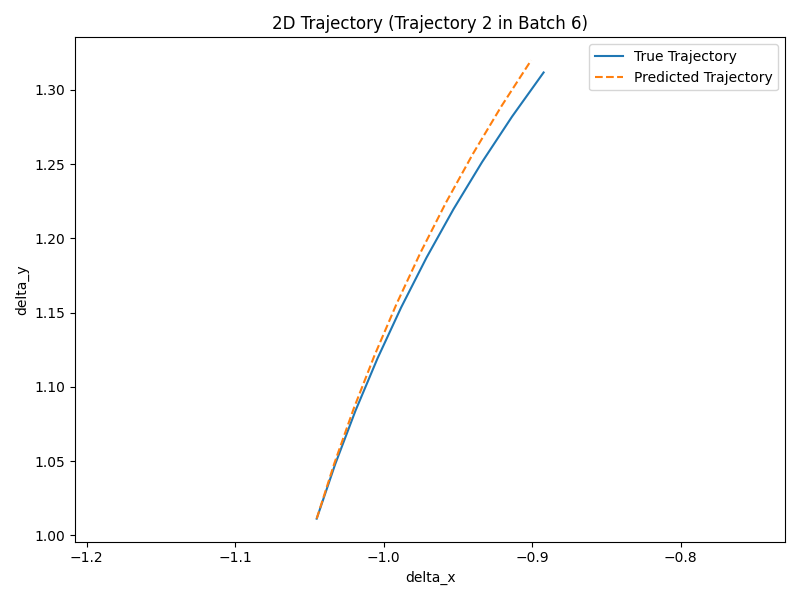 2D Trajectory (Trajectory 2 in Batch 6)
True Trajectory
Predicted Trajectory
1.30
1.25
1.20
1.15
1.10
1.05
1.00
delta_y
−1.2 −1.1 −1.0 −0.9 −0.8
delta_x